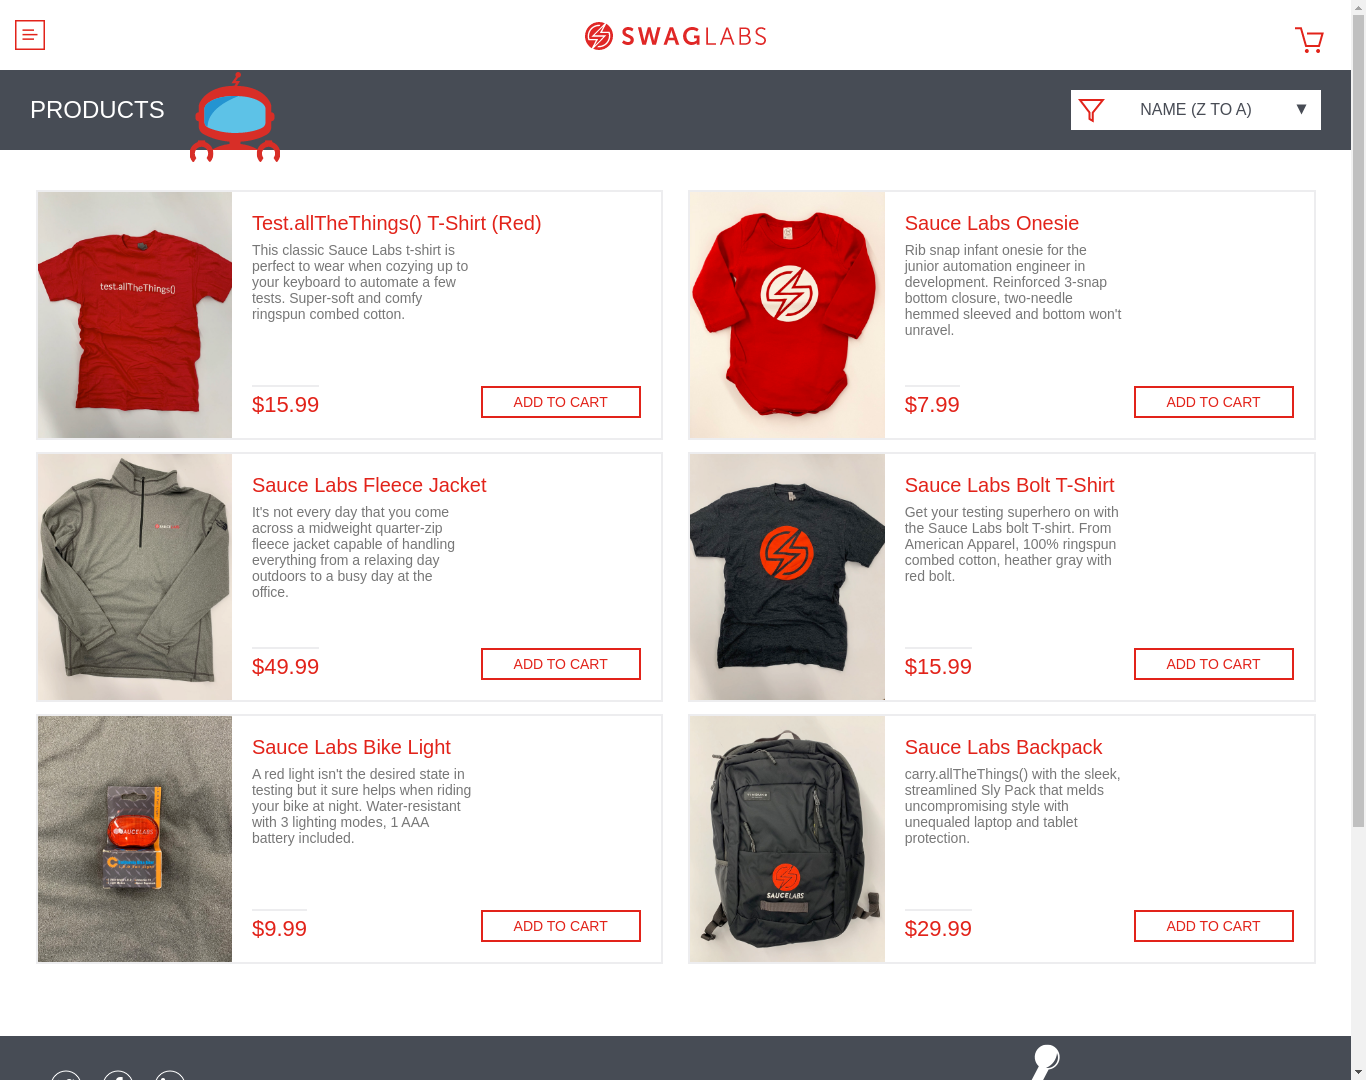 SWAGLABS
PRODUCTS
NAME (Z TO A) ▼
test.allTheThings()
Test.allTheThings() T-Shirt (Red)
This classic Sauce Labs t-shirt is
perfect to wear when cozying up to
your keyboard to automate a few
tests. Super-soft and comfy
ringspun combed cotton.
$15.99
ADD TO CART
Sauce Labs Onesie
Rib snap infant onesie for the
junior automation engineer in
development. Reinforced 3-snap
bottom closure, two-needle
hemmed sleeved and bottom won't
unravel.
$7.99
ADD TO CART
Sauce Labs Fleece Jacket
It's not every day that you come
across a midweight quarter-zip
fleece jacket capable of handling
everything from a relaxing day
outdoors to a busy day at the
office.
$49.99
ADD TO CART
Sauce Labs Bolt T-Shirt
Get your testing superhero on with
the Sauce Labs bolt T-shirt. From
American Apparel, 100% ringspun
combed cotton, heather gray with
red bolt.
$15.99
ADD TO CART
SAUCELABS
Sauce Labs Bike Light
A red light isn't the desired state in
testing but it sure helps when riding
your bike at night. Water-resistant
with 3 lighting modes, 1 AAA
battery included.
$9.99
ADD TO CART
SAUCELABS
Sauce Labs Backpack
carry.allTheThings() with the sleek,
streamlined Sly Pack that melds
uncompromising style with
unequaled laptop and tablet
protection.
$29.99
ADD TO CART